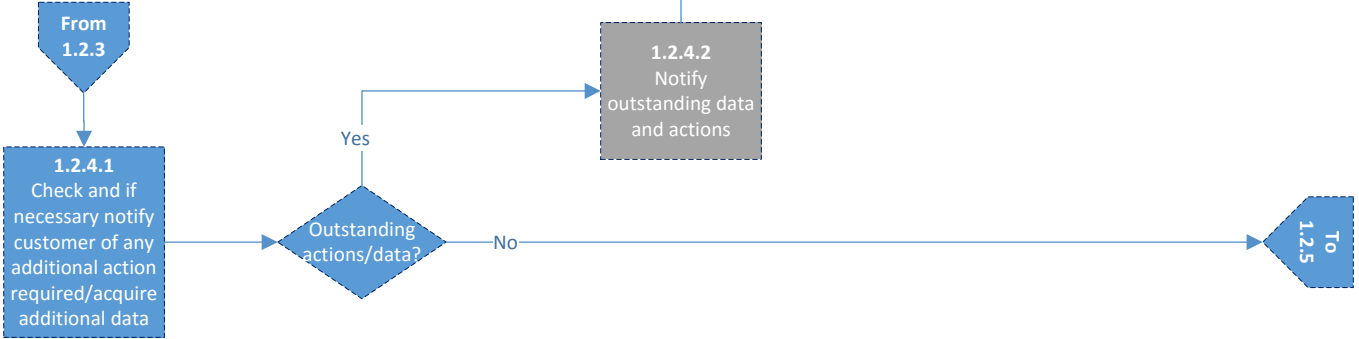 From
1.2.3
1.2.4.1
Check and if
necessary notify
customer of any
additional action
required/acquire
additional data
Yes
Outstanding
actions/data?
1.2.4.2
Notify
outstanding data
and actions
No
To
1.2.5